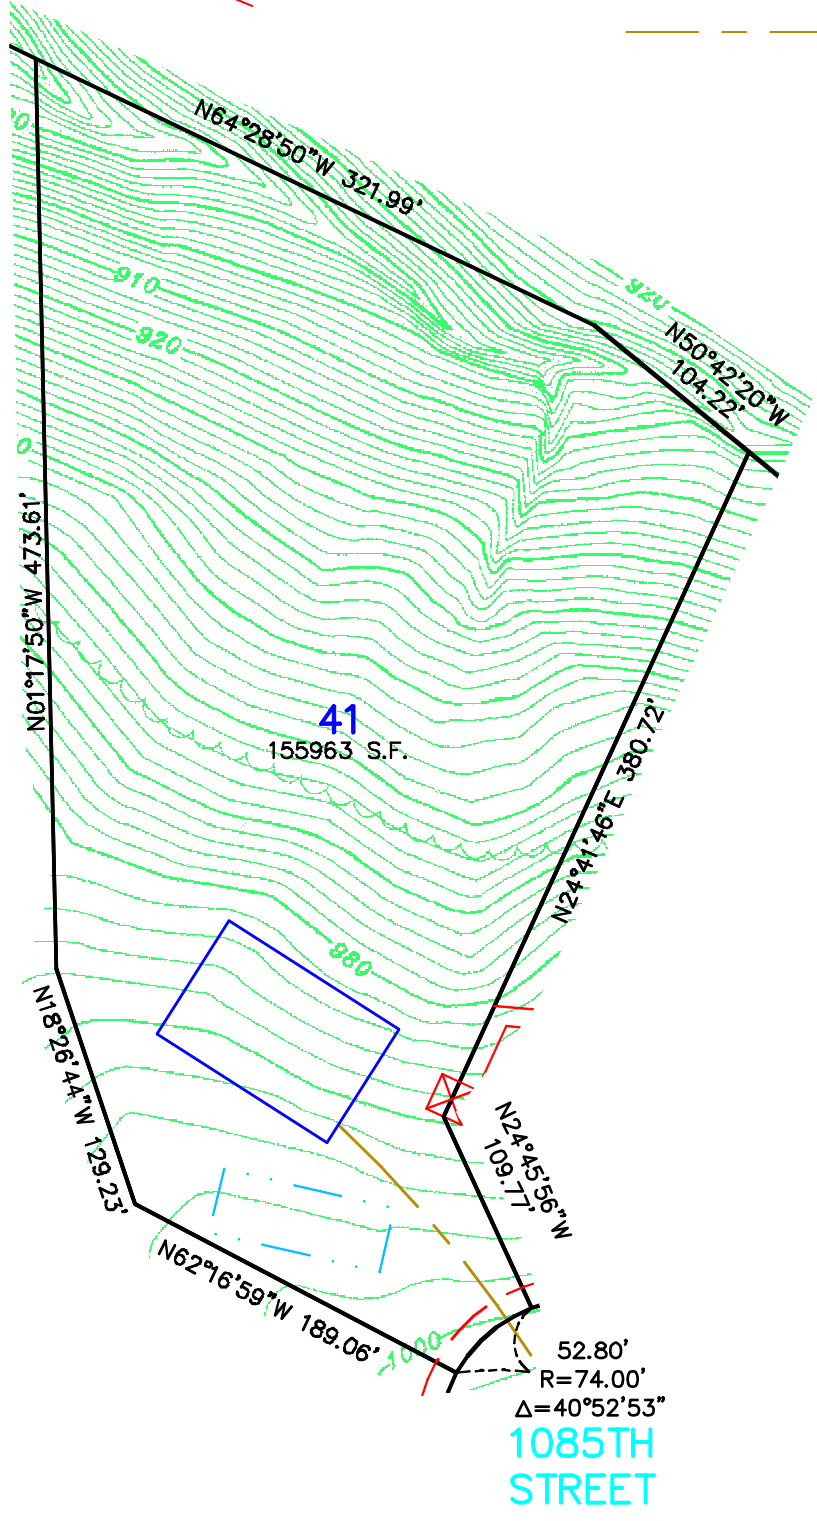 N64°28'50"W 321.99'
920
N50°42'20"W
104.22'
910
920
N01°17'50"W 473.61'
41
155963 S.F.
N24°41'46"E 380.72'
980
N18°26'44"W 129.23'
N24°45'56"W
109.77'
N62°16'59"W 189.06'
1000
52.80'
R=74.00'
Δ=40°52'53"
1085TH
STREET